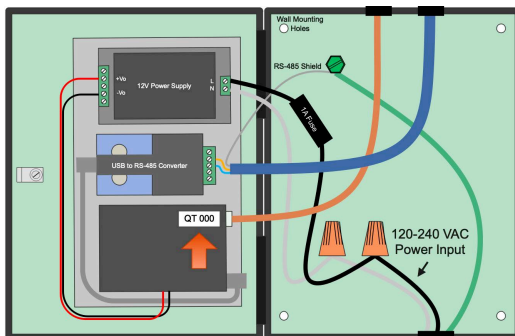 Wall Mounting
Holes
RS-485 Shield
+Vo
-Vo
12V Power Supply
L
N
1A Fuse
USB to RS-485 Converter
QT 000
120-240 VAC
Power Input